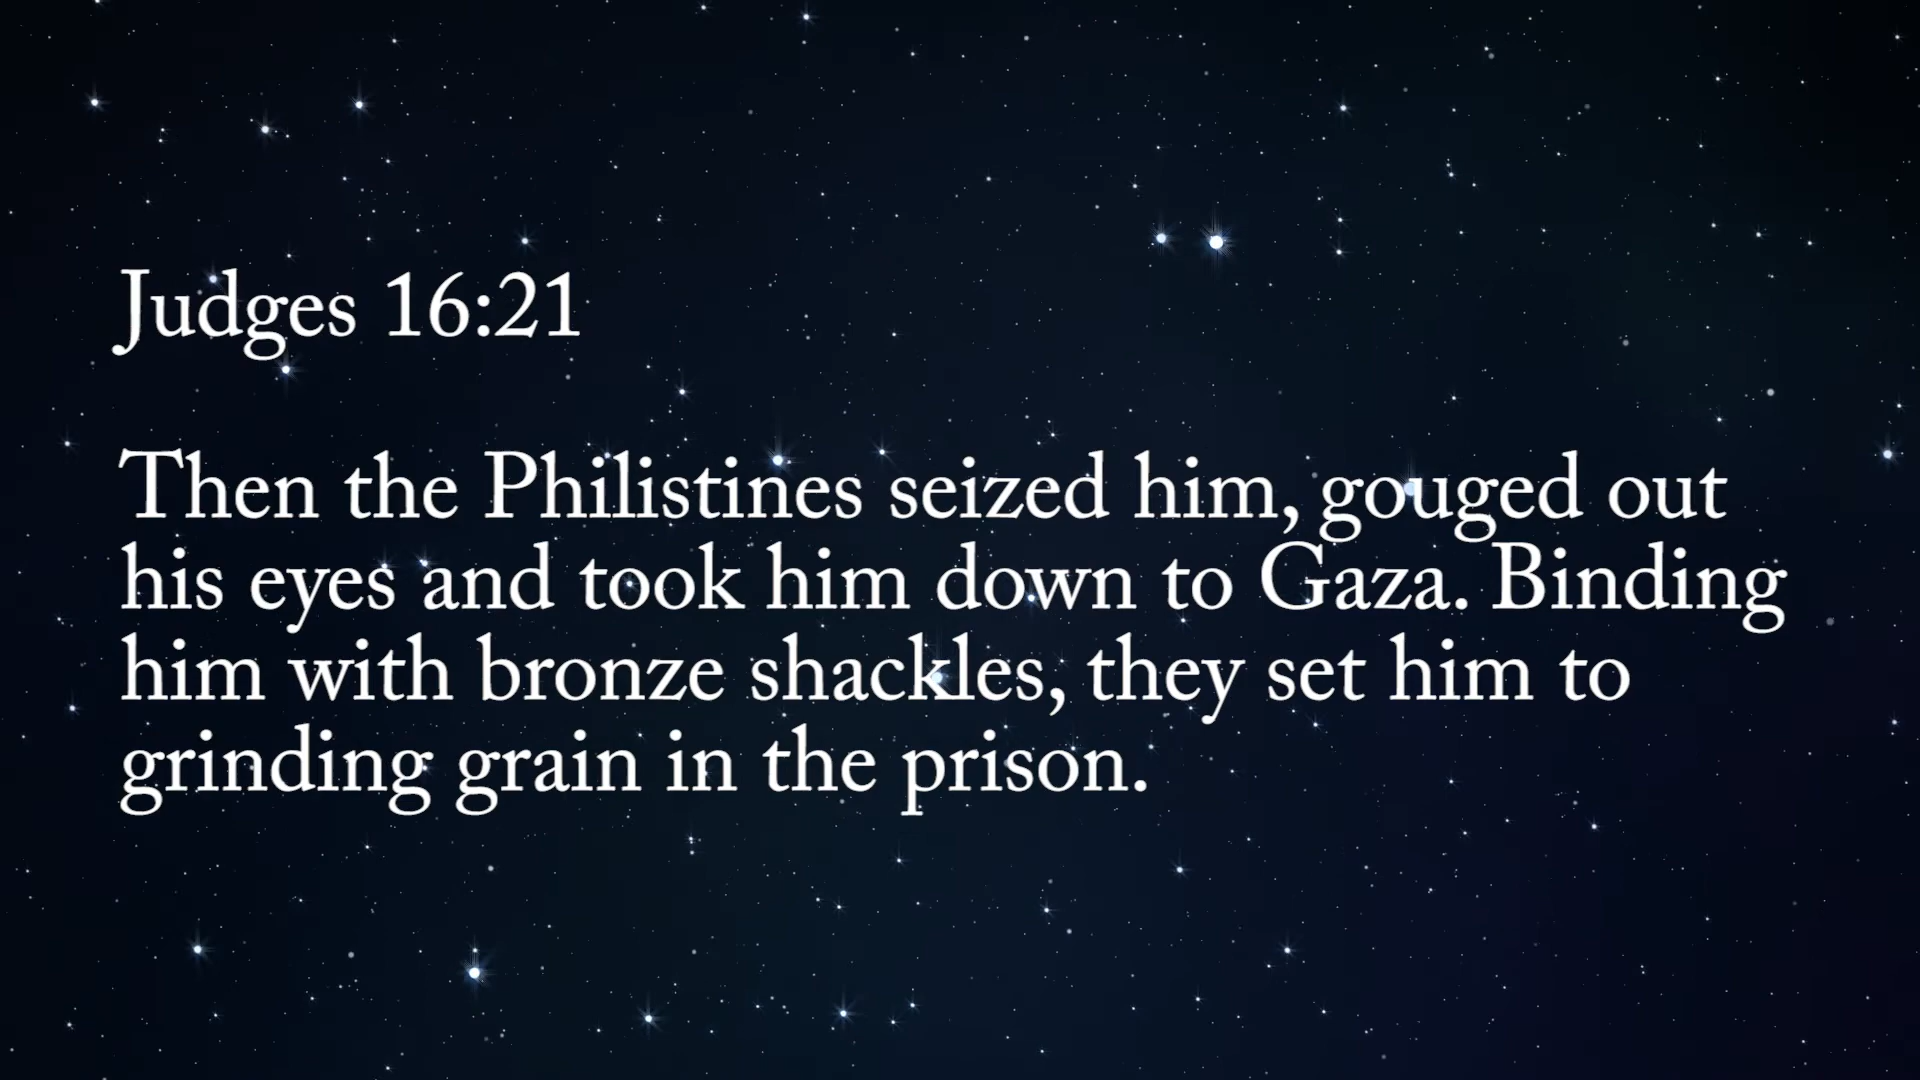 Judges 16:21
Then the Philistines seized him, gouged out
his eyes and took him down to Gaza. Binding
him with bronze shackles, they set him to
grinding grain in the prison.